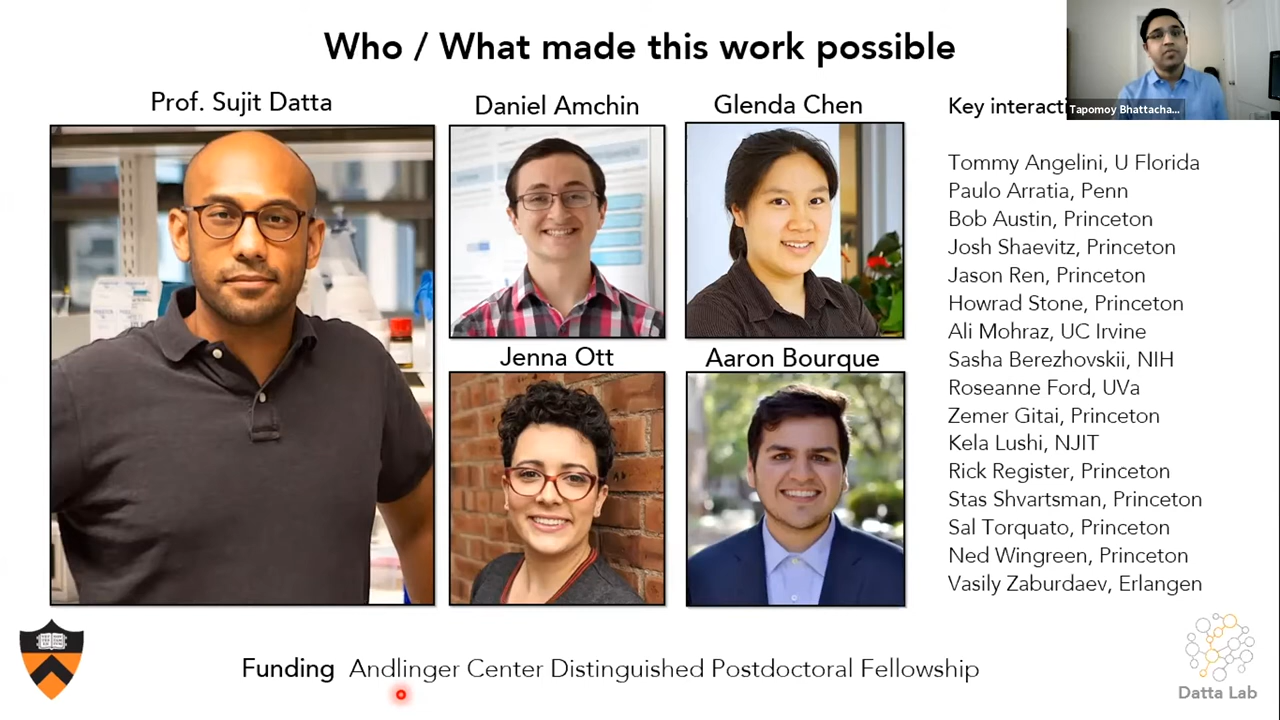 Who / What made this work possible
Prof. Sujit Datta
Daniel Amchin
Glenda Chen
Jenna Ott
Aaron Bourque
Key interacti
Tapomoy Bhattacha...
Tommy Angelini, U Florida
Paulo Arratia, Penn
Bob Austin, Princeton
Josh Shaevitz, Princeton
Jason Ren, Princeton
Howrad Stone, Princeton
Ali Mohraz, UC Irvine
Sasha Berezhovskii, NIH
Roseanne Ford, UVa
Zemer Gitai, Princeton
Kela Lushi, NJIT
Rick Register, Princeton
Stas Shvartsman, Princeton
Sal Torquato, Princeton
Ned Wingreen, Princeton
Vasily Zaburdaev, Erlangen
Funding Andlinger Center Distinguished Postdoctoral Fellowship
Datta Lab